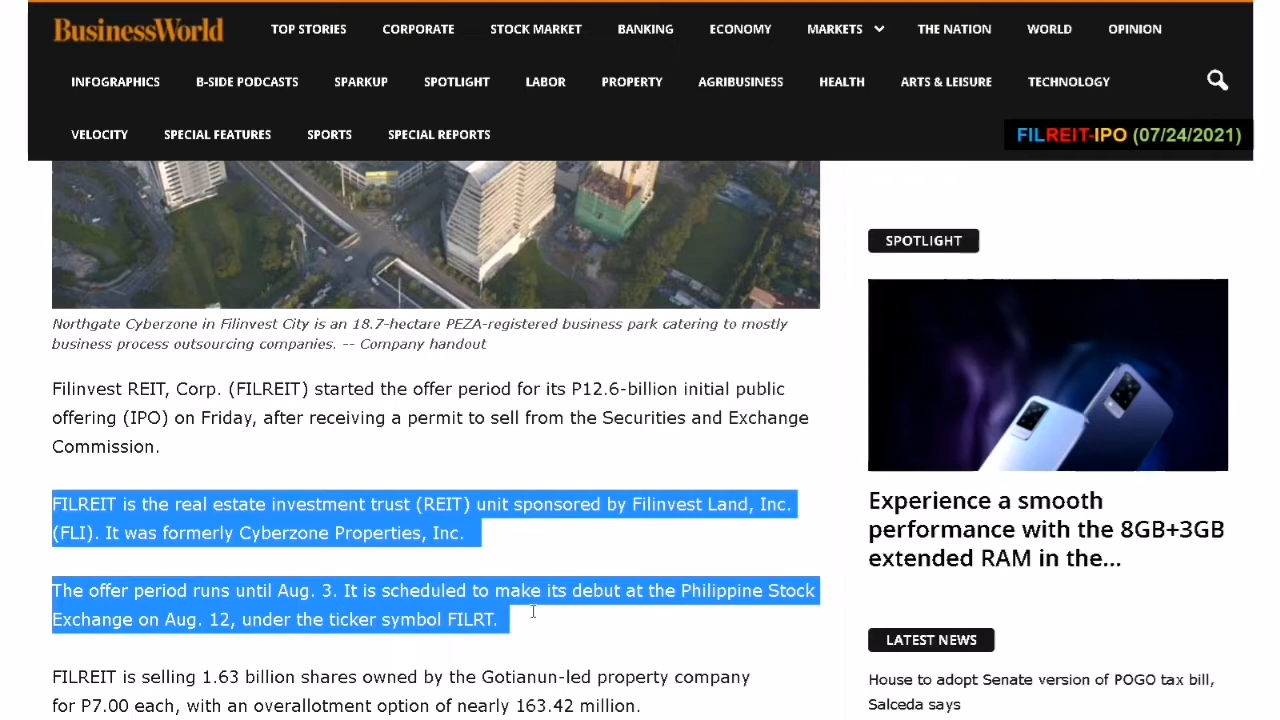 BusinessWorld
TOP STORIES CORPORATE STOCK MARKET BANKING ECONOMY MARKETS THE NATION WORLD OPINION
INFOGRAPHICS B-SIDE PODCASTS SPARKUP SPOTLIGHT LABOR PROPERTY AGRIBUSINESS HEALTH ARTS & LEISURE TECHNOLOGY
VELOCITY SPECIAL FEATURES SPORTS SPECIAL REPORTS
FILREIT-IPO (07/24/2021)
Northgate Cyberzone in Filinvest City is an 18.7-hectare PEZA-registered business park catering to mostly
business process outsourcing companies. -- Company handout
Filinvest REIT, Corp. (FILREIT) started the offer period for its P12.6-billion initial public
offering (IPO) on Friday, after receiving a permit to sell from the Securities and Exchange
Commission.
FILREIT is the real estate investment trust (REIT) unit sponsored by Filinvest Land, Inc.
(FLI). It was formerly Cyberzone Properties, Inc.
The offer period runs until Aug. 3. It is scheduled to make its debut at the Philippine Stock
Exchange on Aug. 12, under the ticker symbol FILRT.
FILREIT is selling 1.63 billion shares owned by the Gotianun-led property company
for P7.00 each, with an overallotment option of nearly 163.42 million.
SPOTLIGHT
Experience a smooth
performance with the 8GB+3GB
extended RAM in the...
LATEST NEWS
House to adopt Senate version of POGO tax bill,
Salceda says